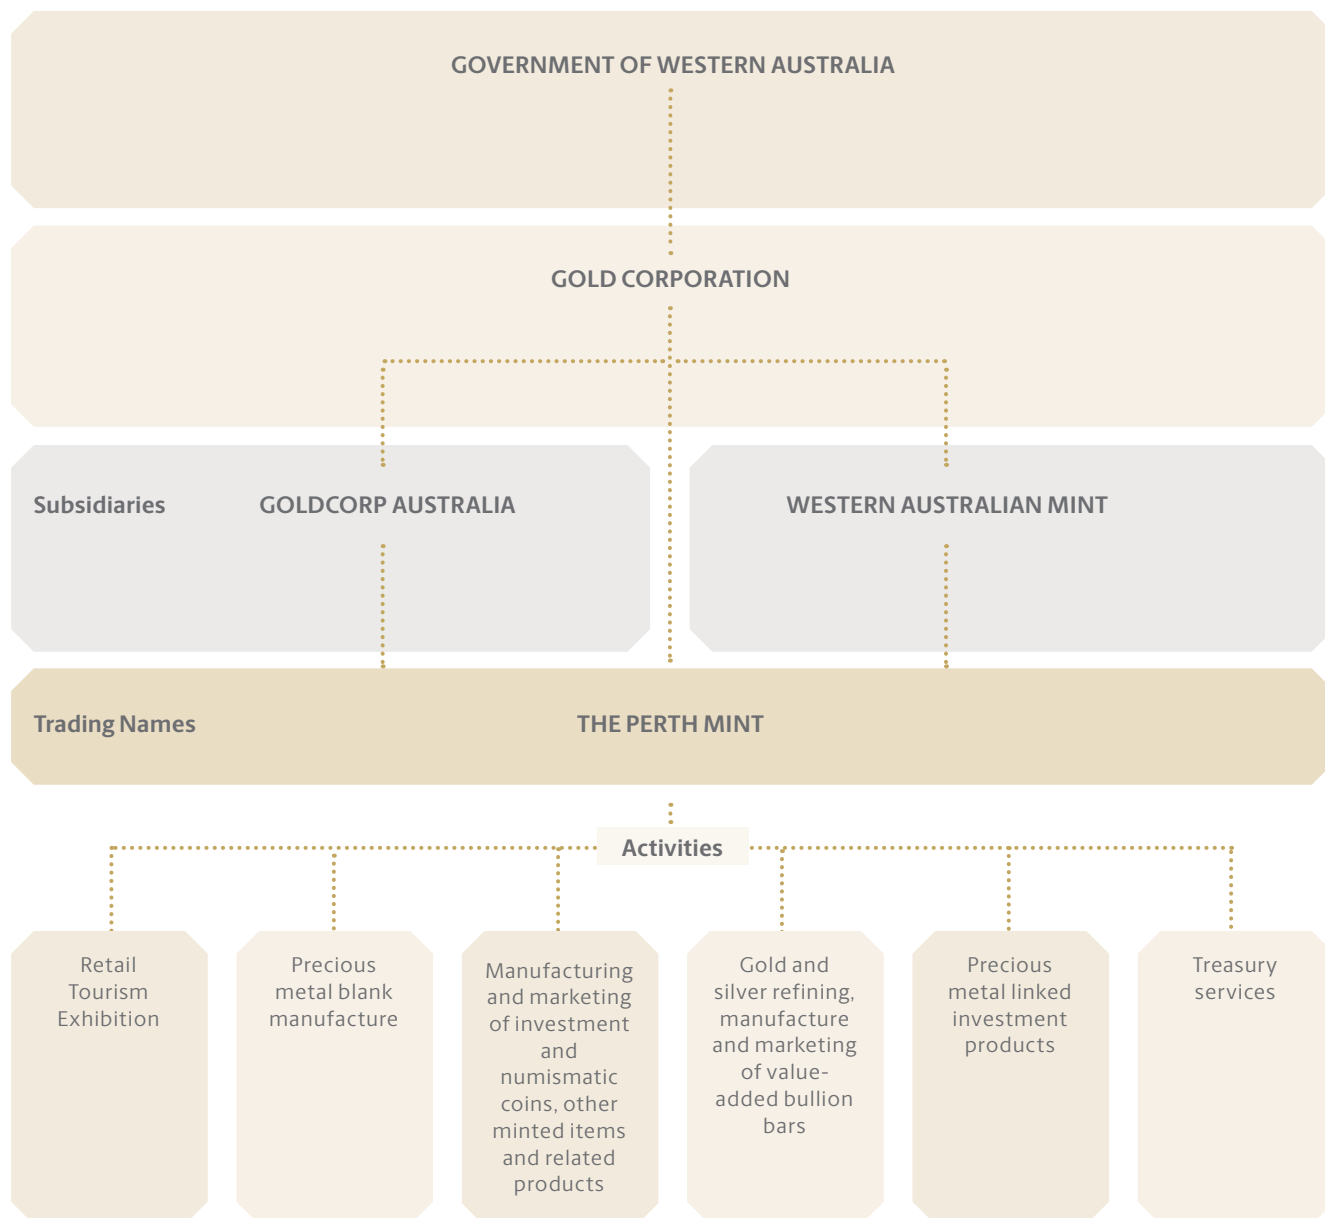 GOVERNMENT OF WESTERN AUSTRALIA
GOLD CORPORATION
Subsidiaries
GOLDCORP AUSTRALIA
WESTERN AUSTRALIAN MINT
Trading Names
THE PERTH MINT
Activities
Retail
Tourism
Exhibition
Precious
metal blank
manufacture
Manufacturing
and marketing
of investment
and
numismatic
coins, other
minted items
and related
products
Gold and
silver refining,
manufacture
and marketing
of value-
added bullion
bars
Precious
metal linked
investment
products
Treasury
services